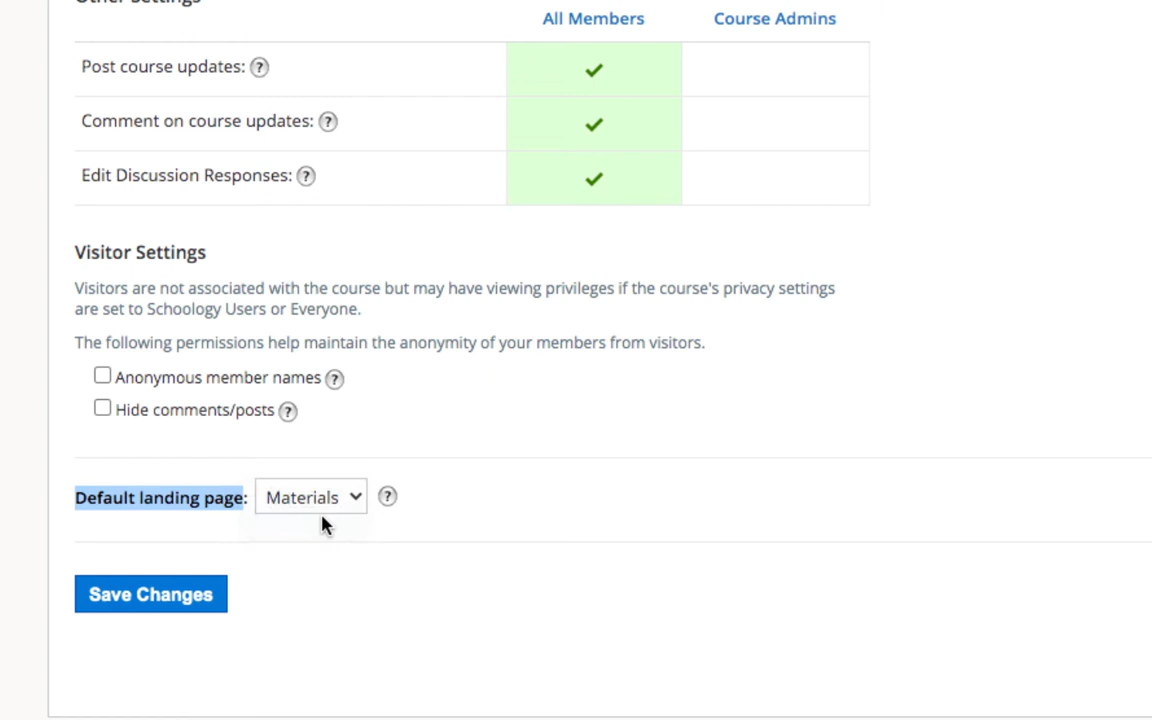 Other Settings
All Members Course Admins
Post course updates: ?
Comment on course updates: ?
Edit Discussion Responses: ?
Visitor Settings
Visitors are not associated with the course but may have viewing privileges if the course's privacy settings
are set to Schoology Users or Everyone.
The following permissions help maintain the anonymity of your members from visitors.
Anonymous member names ?
Hide comments/posts ?
Default landing page: Materials ?
Save Changes